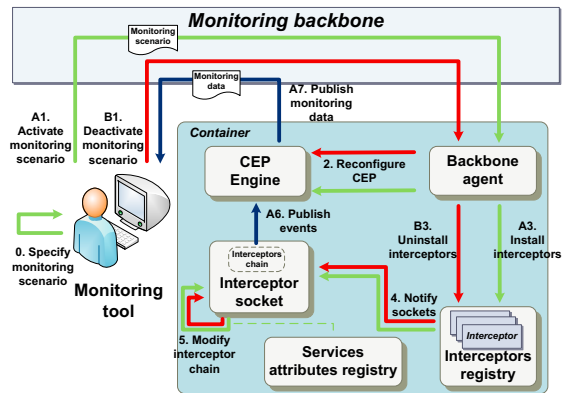 Monitoring backbone
Monitoring
scenario
Monitoring
data
A1.
Activate
monitoring
scenario
B1.
Deactivate
monitoring
scenario
A7. Publish
monitoring
data
Container
CEP
Engine
2. Reconfigure
CEP
Backbone
agent
0. Specify
monitoring
scenario
Monitoring
tool
A6. Publish
events
B3.
Uninstall
interceptors
A3.
Install
interceptors
Interceptors
chain
Interceptor
socket
4. Notify
sockets
5. Modify
interceptor
chain
Services
attributes registry
Interceptor
Interceptors
registry